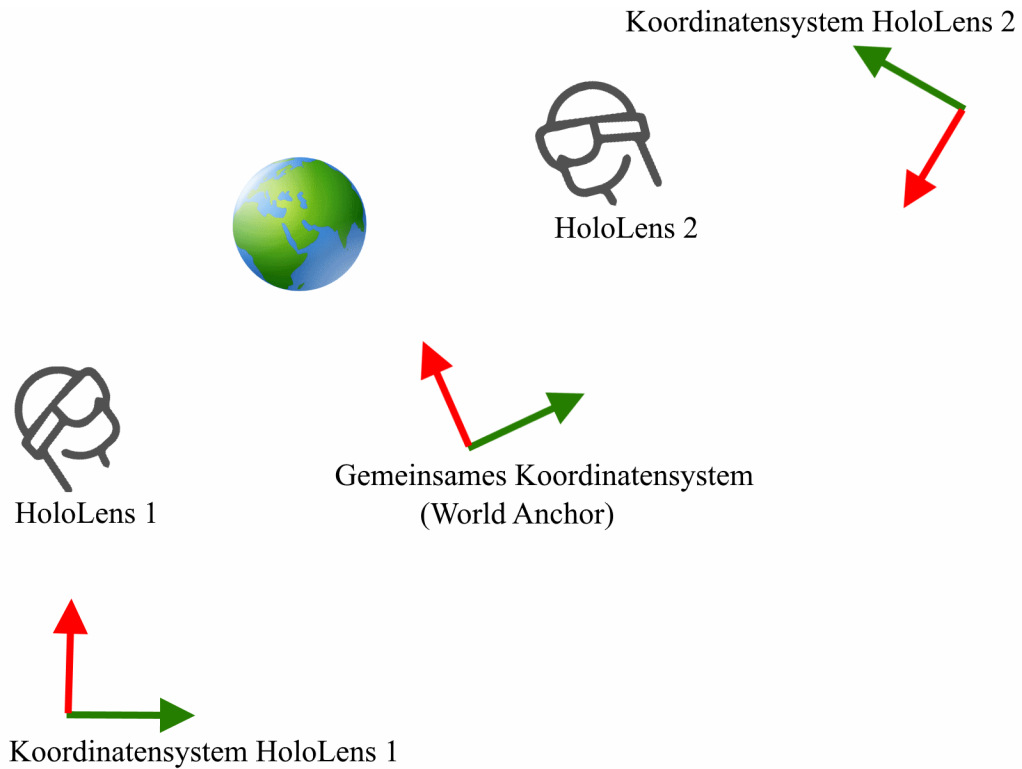 Koordinatensystem HoloLens 2
HoloLens 2
Gemeinsames Koordinatensystem
(World Anchor)
HoloLens 1
Koordinatensystem HoloLens 1